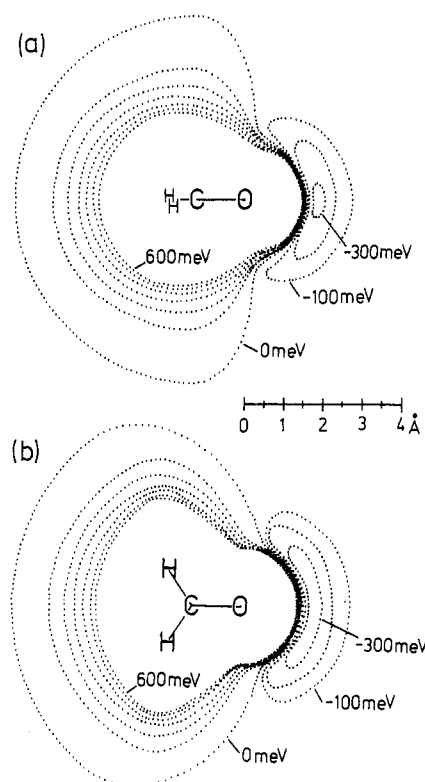 (a)
H
H
C
O
600meV
-300meV
-100meV
0meV
0 1 2 3 4 Å
(b)
H
C
O
H
600meV
-300meV
-100meV
0meV